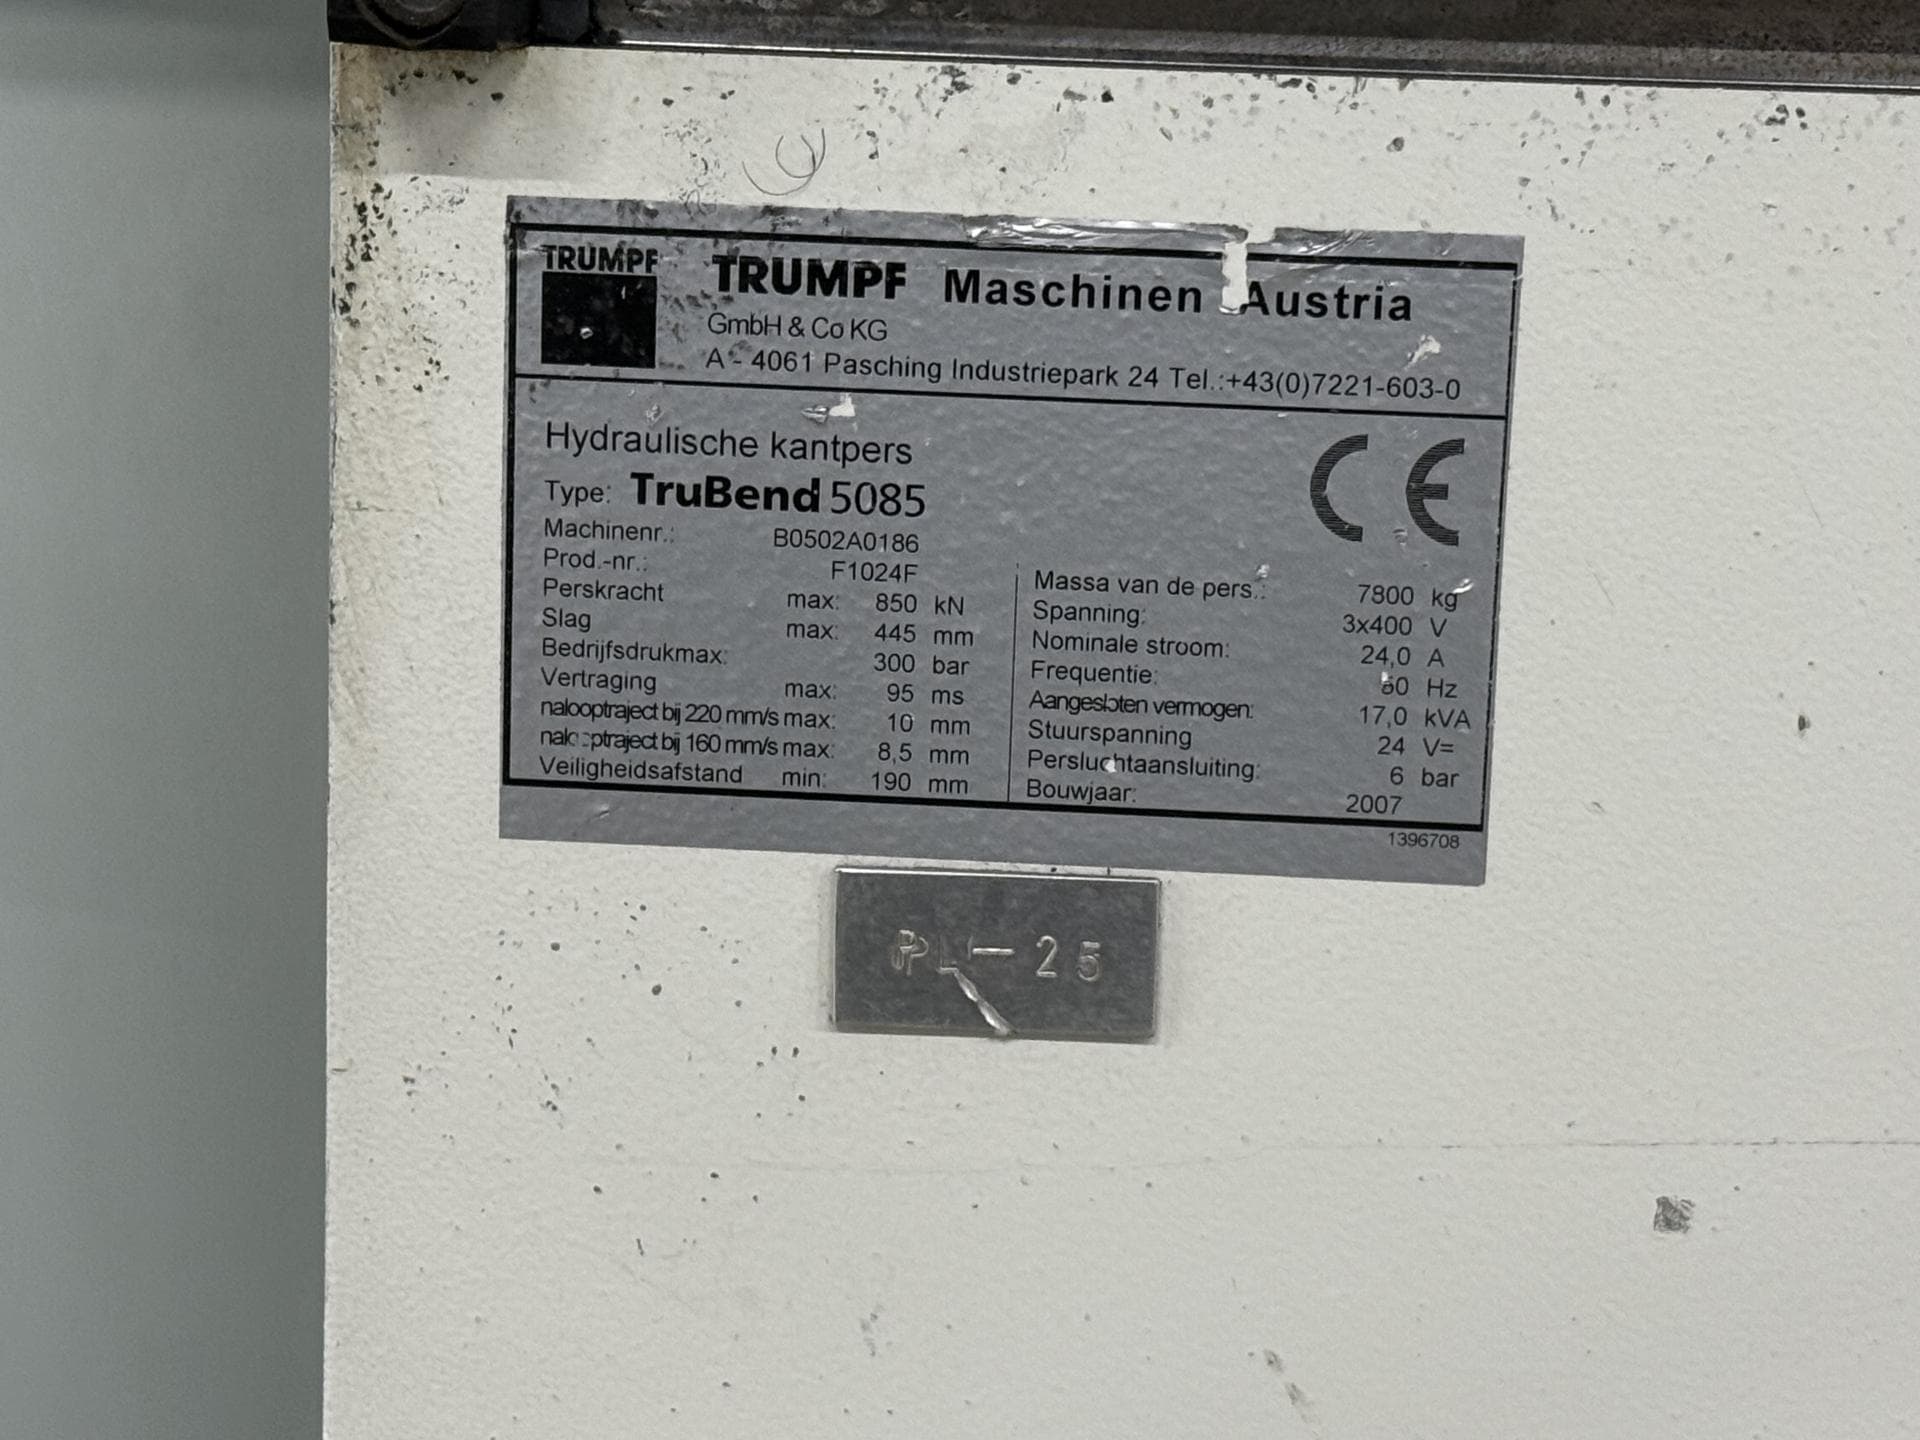 TRUMPF
TRUMPF Maschinen Austria
GmbH & Co KG
A - 4061 Pasching Industriepark 24 Tel.:+43(0)7221-603-0
Hydraulische kantpers
CE
Type: TruBend 5085
Machinenr.: B0502A0186
Prod.-nr.: F1024F
Perskracht max: 850 kN
Slag max: 445 mm
Bedrijfsdrukmax: 300 bar
Vertraging max: 95 ms
nalooptraject bij 220 mm/s max: 10 mm
bij 160 mm/s max: 8,5 mm
Veiligheidsafstand min: 190 mm
Massa van de pers.: 7800 kg
Spanning: 3x400 V
Nominale stroom: 24,0 A
Frequentie: Hz
Aangesloten vermogen: 17,0 kVA
Stuurspanning 24 V=
Persluchtaansluiting: 6 bar
Bouwjaar: 2007
1396708
PL-25